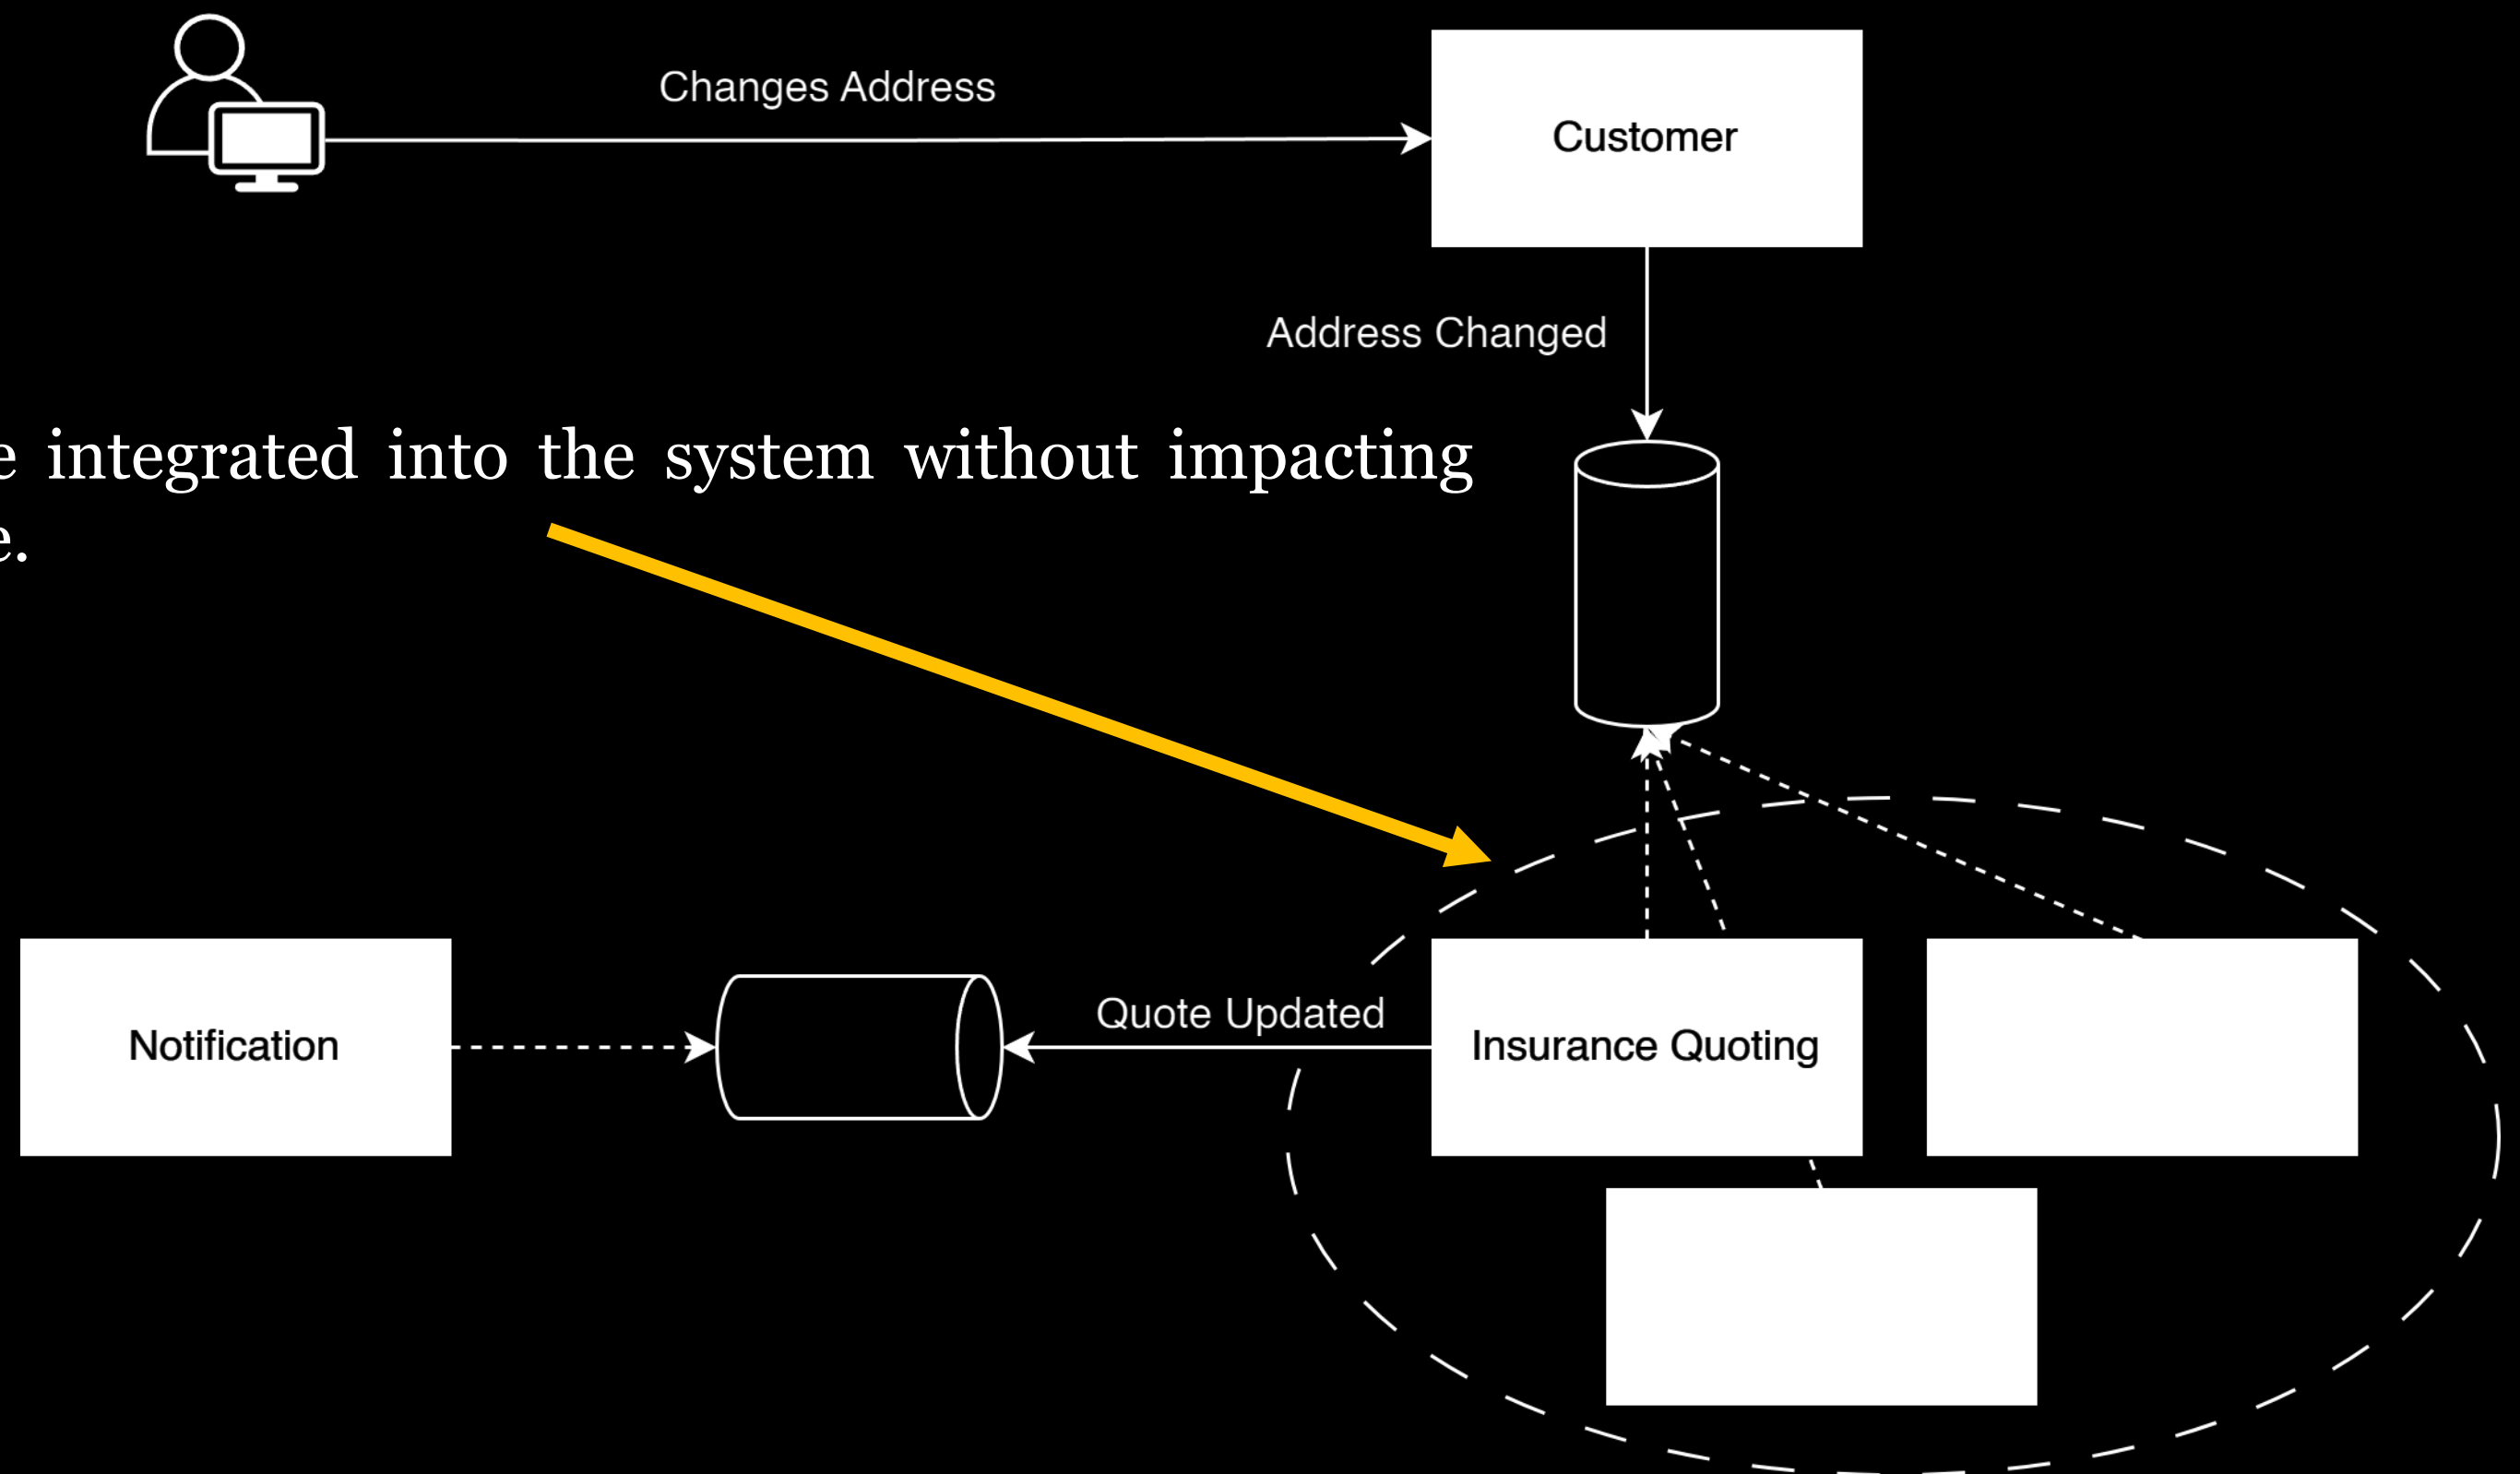 Changes Address
Customer
Address Changed
e integrated into the system without impacting
e.
Notification
Quote Updated
Insurance Quoting